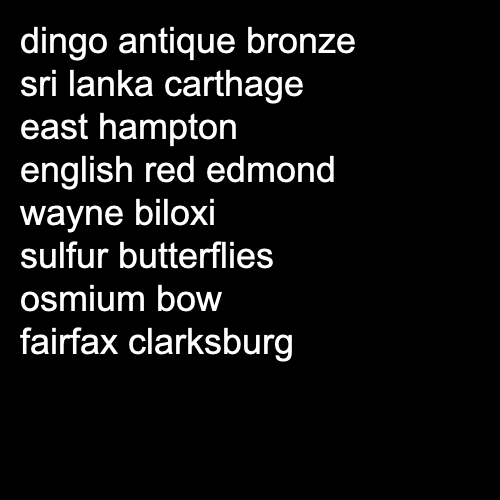 dingo antique bronze
sri lanka carthage
east hampton
english red edmond
wayne biloxi
sulfur butterflies
osmium bow
fairfax clarksburg